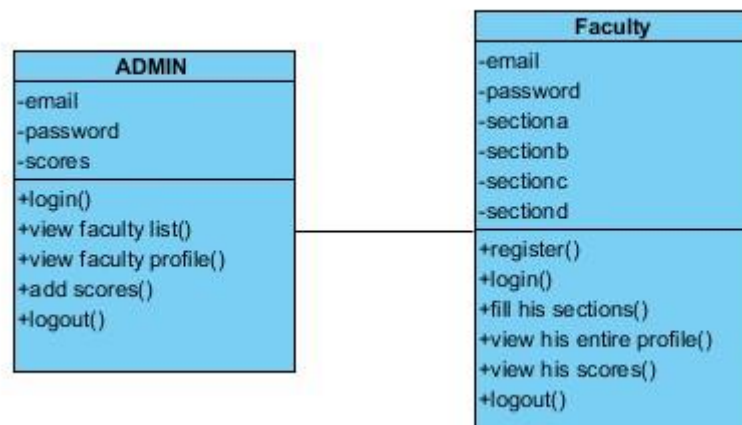 ADMIN
-email
-password
-scores
+login()
+view faculty list()
+view faculty profile()
+add scores()
+logout()
Faculty
-email
-password
-sectiona
-sectionb
-sectionc
-sectiond
+register()
+login()
+fill his sections()
+view his entire profile()
+view his scores()
+logout()